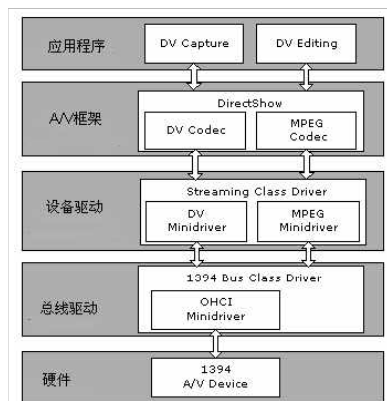 应用程序
DV Capture
DV Editing
A/V框架
DirectShow
DV Codec
MPEG
Codec
设备驱动
Streaming Class Driver
DV
Minidriver
MPEG
Minidriver
总线驱动
1394 Bus Class Driver
OHCI
Minidriver
硬件
1394
A/V Device